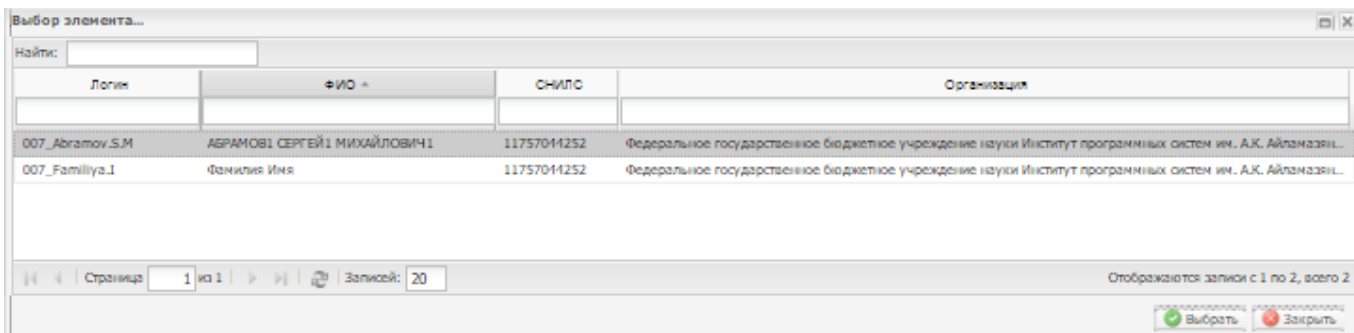 Выбор элемента...
Найти:
Логин ФИО СНИЛС Организация
007_Abramov.S.M АБРАМОВ1 СЕРГЕЙ1 МИХАЙЛОВИЧ1 11757044252 Федеральное государственное бюджетное учреждение науки Институт программных систем им. А.К. Айламазян...
007_Familiya.I Фамилия Имя 11757044252 Федеральное государственное бюджетное учреждение науки Институт программных систем им. А.К. Айламазян...
Страница 1 из 1 Записей: 20 Отображаются записи с 1 по 2, всего 2
Выбрать Закрыть